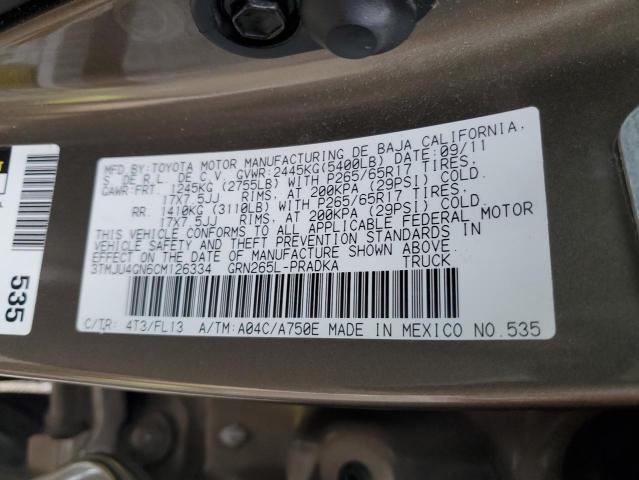 MFD.BY:TOYOTA MOTOR MANUFACTURING DE BAJA CALIFORNIA,
S. DE R.L. DE C.V. GVWR:2445KG(5400LB) DATE:09/11
GAWR:FRT 1245KG (2755LB) WITH P265/65R17 TIRES,
17X7.5JJ RIMS, AT 200KPA (29PSI) COLD.
RR. 1410KG (3110LB) WITH P265/65R17 TIRES,
17X7.5JJ RIMS, AT 200KPA (29PSI) COLD.
THIS VEHICLE CONFORMS TO ALL APPLICABLE FEDERAL MOTOR
VEHICLE SAFETY AND THEFT PREVENTION STANDARDS IN
EFFECT ON THE DATE OF MANUFACTURE SHOWN ABOVE.
3TMJU4GN6CM126334 GRN265L-PRADKA TRUCK
C/TR: 4T3/FL13 A/TM:A04C/A750E MADE IN MEXICO NO.535
535